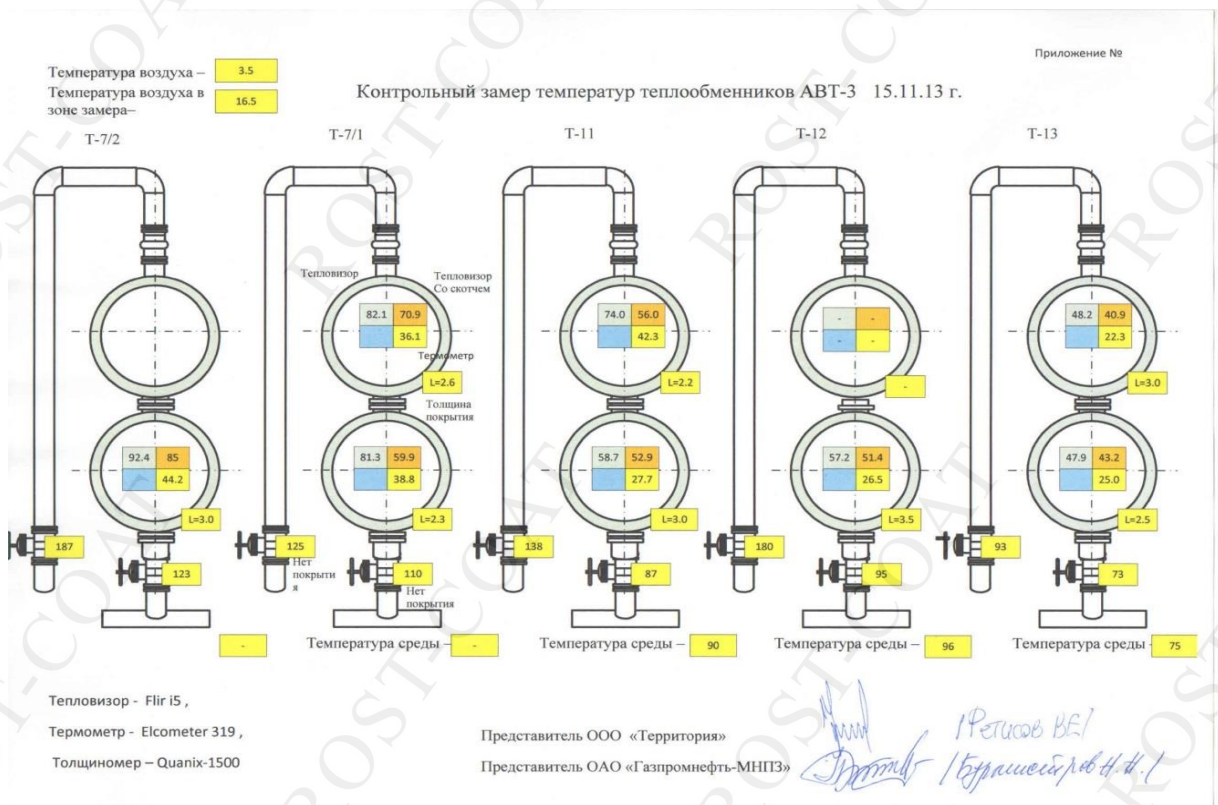 Приложение №
Температура воздуха – 3.5
Температура воздуха в
зоне замера– 16.5
Контрольный замер температур теплообменников АВТ-3 15.11.13 г.
Т-7/2 Т-7/1 Т-11 Т-12 Т-13
Тепловизор
Тепловизор
Со скотчем
82.1 70.9 74.0 56.0 - - 48.2 40.9
36.1 42.3 - - 22.3
Термометр
L=2.6 L=2.2 - L=3.0
Толщина
покрытия
92.4 85 81.3 59.9 58.7 52.9 57.2 51.4 47.9 43.2
44.2 38.8 27.7 26.5 25.0
L=3.0 L=2.3 L=3.0 L=3.5 L=2.5
187 125 138 180 93
Нет
покрыти
я
123 110 87 95 73
Нет
покрытия
- Температура среды – - Температура среды – 90 Температура среды – 96 Температура среды - 75
Тепловизор - Flir i5 ,
Термометр - Elcometer 319 ,
Толщиномер – Quanix-1500
Представитель ООО «Территория» /Фетисов ВЕ/
Представитель ОАО «Газпромнефть-МНПЗ»
ROST-COAT